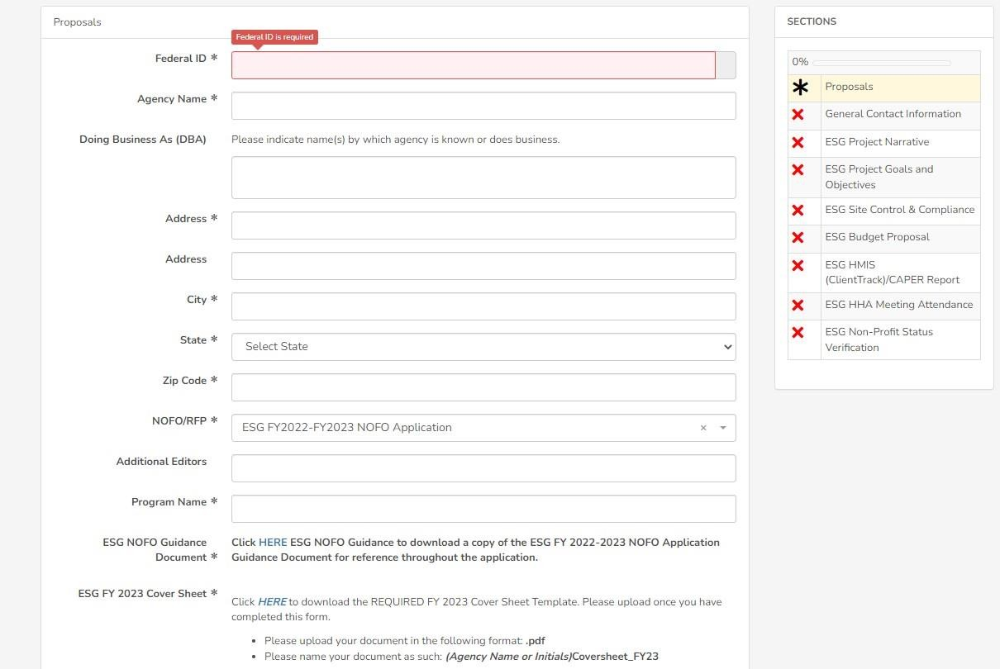 Proposals
Federal ID is required
Federal ID *
Agency Name *
Doing Business As (DBA)
Please indicate name(s) by which agency is known or does business.
Address *
Address
City *
State *
Select State
Zip Code *
NOFO/RFP *
ESG FY2022-FY2023 NOFO Application
×
Additional Editors
Program Name *
ESG NOFO Guidance
Document *
Click HERE ESG NOFO Guidance to download a copy of the ESG FY 2022-2023 NOFO Application
Guidance Document for reference throughout the application.
ESG FY 2023 Cover Sheet *
Click HERE to download the REQUIRED FY 2023 Cover Sheet Template. Please upload once you have
completed this form.
• Please upload your document in the following format: .pdf
• Please name your document as such: (Agency Name or Initials)Coversheet_FY23
SECTIONS
0%
Proposals
General Contact Information
ESG Project Narrative
ESG Project Goals and
Objectives
ESG Site Control & Compliance
ESG Budget Proposal
ESG HMIS
(ClientTrack)/CAPER Report
ESG HHA Meeting Attendance
ESG Non-Profit Status
Verification